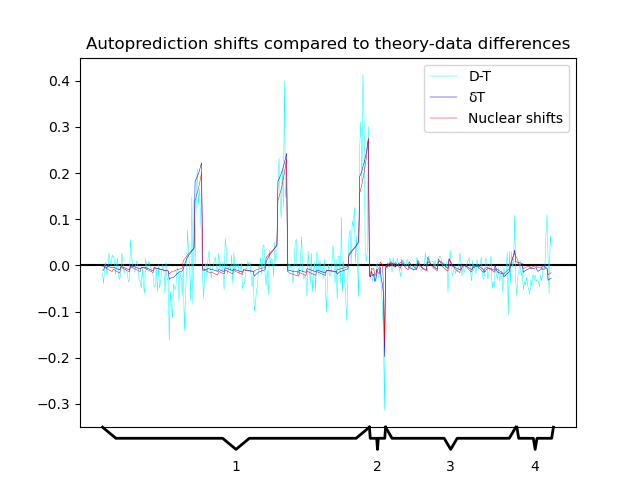 Autoprediction shifts compared to theory-data differences
D-T
δT
Nuclear shifts
0.4
0.3
0.2
0.1
0.0
−0.1
−0.2
−0.3
1 2 3 4